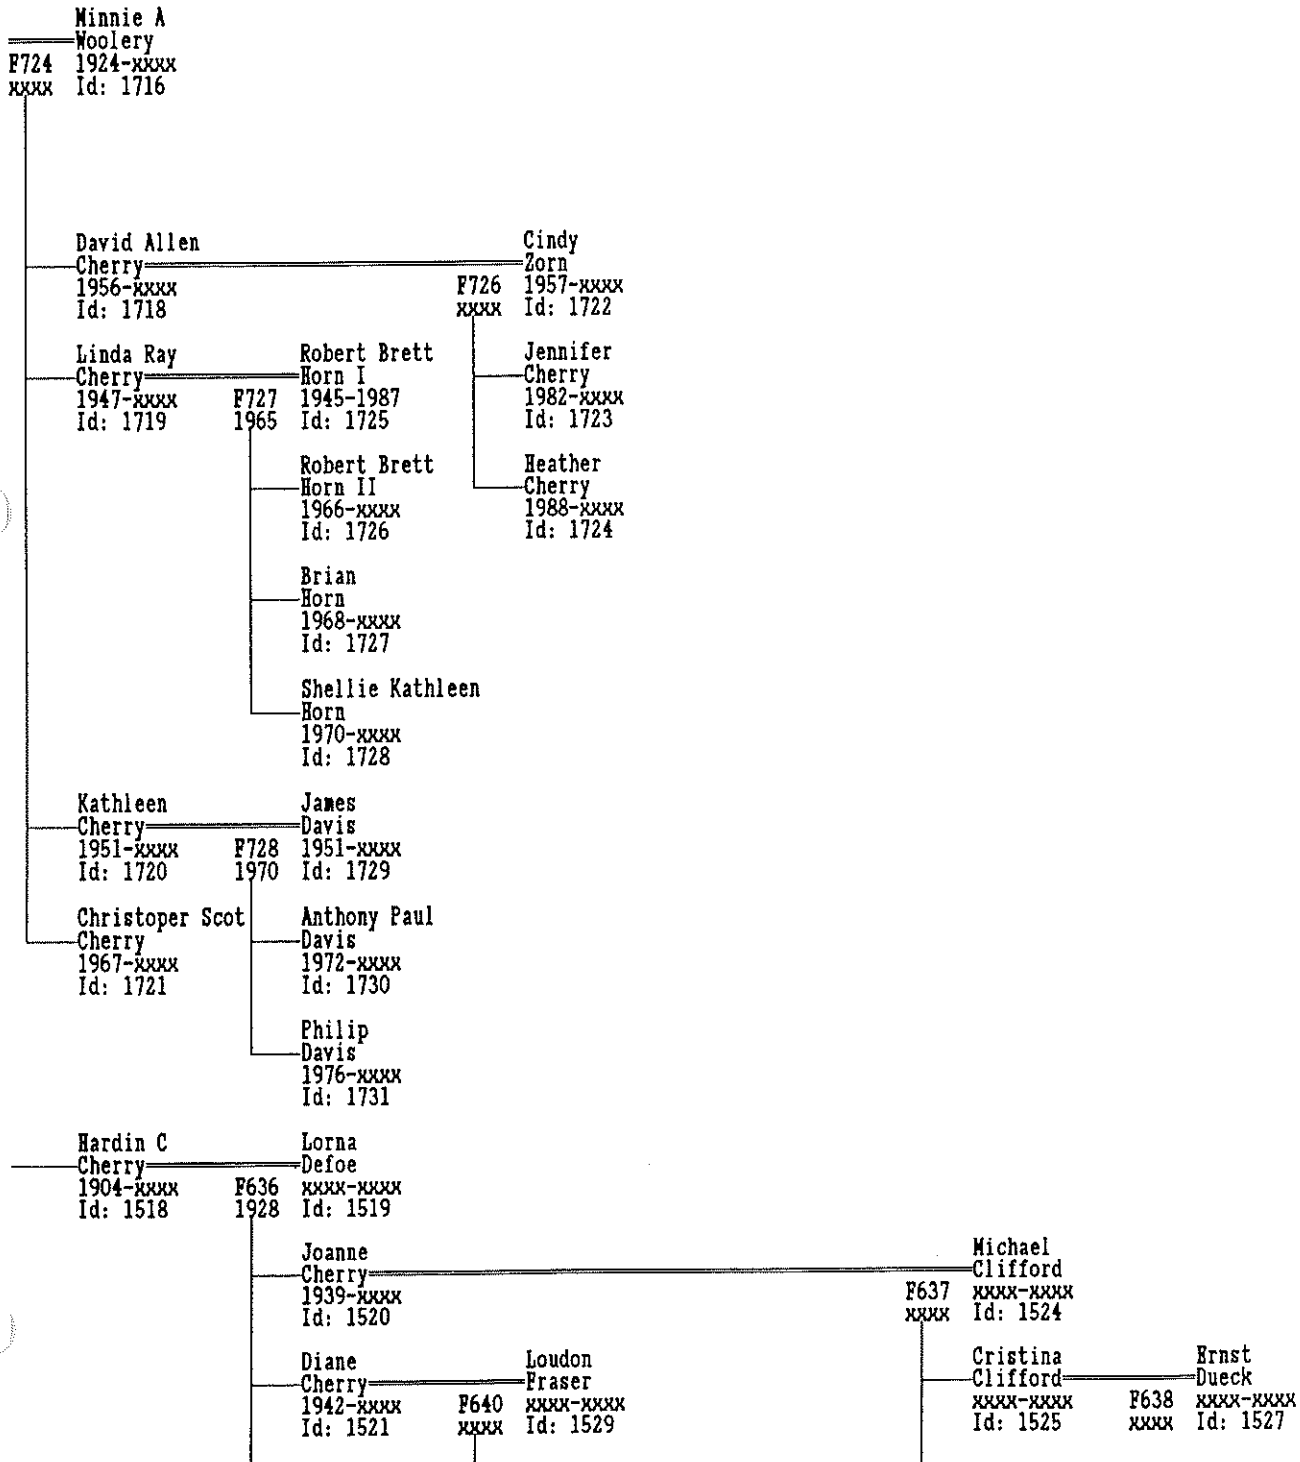 Minnie A
Woolery
F724 1924-xxxx
xxxx Id: 1716
David Allen
Cherry
1956-xxxx
Id: 1718
Cindy
Zorn
F726 1957-xxxx
xxxx Id: 1722
Linda Ray
Cherry
1947-xxxx
Id: 1719
Robert Brett
Horn I
F727 1945-1987
1965 Id: 1725
Jennifer
Cherry
1982-xxxx
Id: 1723
Robert Brett
Horn II
1966-xxxx
Id: 1726
Heather
Cherry
1988-xxxx
Id: 1724
Brian
Horn
1968-xxxx
Id: 1727
Shellie Kathleen
Horn
1970-xxxx
Id: 1728
Kathleen
Cherry
1951-xxxx
Id: 1720
James
Davis
F728 1951-xxxx
1970 Id: 1729
Christoper Scot
Cherry
1967-xxxx
Id: 1721
Anthony Paul
Davis
1972-xxxx
Id: 1730
Philip
Davis
1976-xxxx
Id: 1731
Hardin C
Cherry
1904-xxxx
Id: 1518
Lorna
Defoe
F636 xxxx-xxxx
1928 Id: 1519
Joanne
Cherry
1939-xxxx
Id: 1520
Michael
Clifford
F637 xxxx-xxxx
xxxx Id: 1524
Diane
Cherry
1942-xxxx
Id: 1521
Loudon
Fraser
F640 xxxx-xxxx
xxxx Id: 1529
Cristina
Clifford
xxxx-xxxx
Id: 1525
Ernst
Dueck
F638 xxxx-xxxx
xxxx Id: 1527